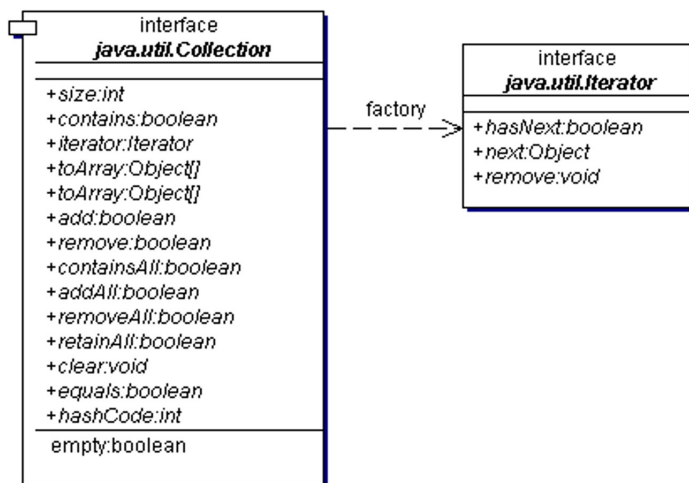 interface
java.util.Collection
+size:int
+contains:boolean
+iterator:Iterator
+toArray:Object[]
+toArray:Object[]
+add:boolean
+remove:boolean
+containsAll:boolean
+addAll:boolean
+removeAll:boolean
+retainAll:boolean
+clear:void
+equals:boolean
+hashCode:int
empty:boolean
factory
interface
java.util.Iterator
+hasNext:boolean
+next:Object
+remove:void